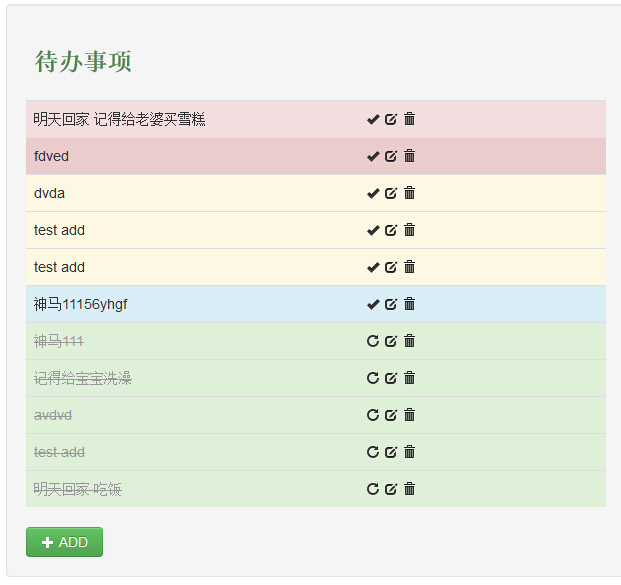 待办事项
明天回家 记得给老婆买雪糕
fdved
dvda
test add
test add
神马11156yhgf
神马111
记得给宝宝洗澡
avdvd
test add
明天回家 吃饭
ADD